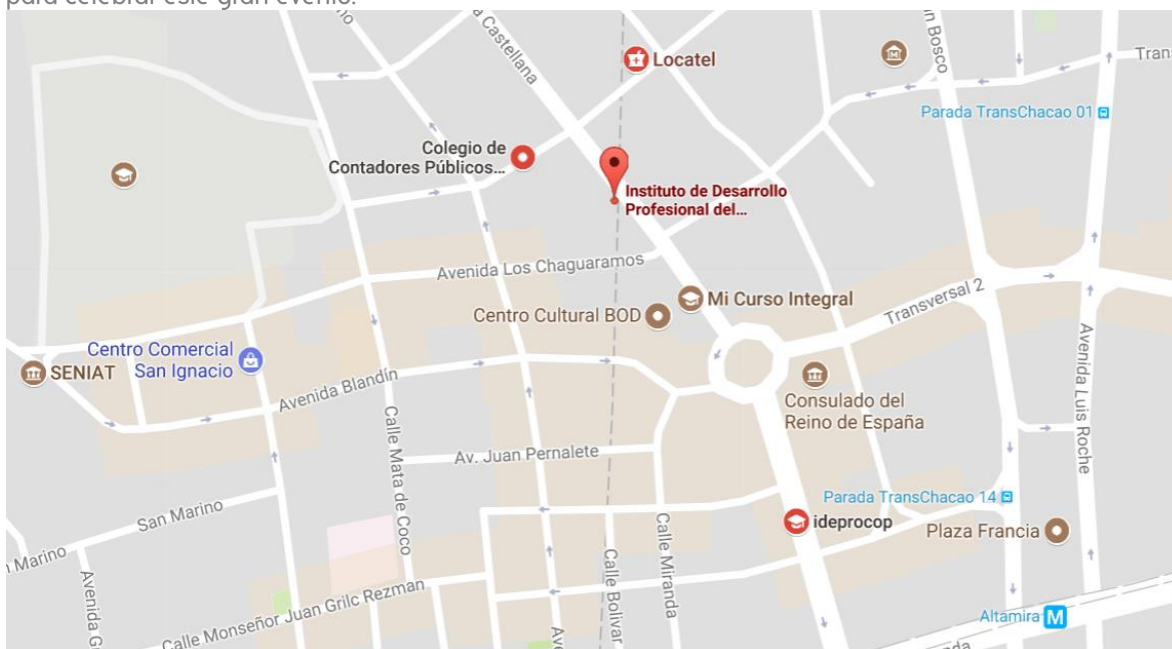 para celebrar este gran evento.
Castellana
Bosco
Locatel
Parada TransChacao 01
Colegio de
Contadores Públicos...
Instituto de Desarrollo
Profesional del...
Avenida Los Chaguaramos
Mi Curso Integral
Centro Cultural BOD
Transversal 2
Centro Comercial
San Ignacio
SENIAT
Avenida Blandín
Consulado del
Reino de España
Avenida Luis Roche
Calle Mata de Coco
Av. Juan Pernalete
Parada TransChacao 14
ideprocop
Plaza Francia
San Marino
Marino
Calle Miranda
Calle Bolivar
Calle Monseñor Juan Grilc Rezman
Altamira M